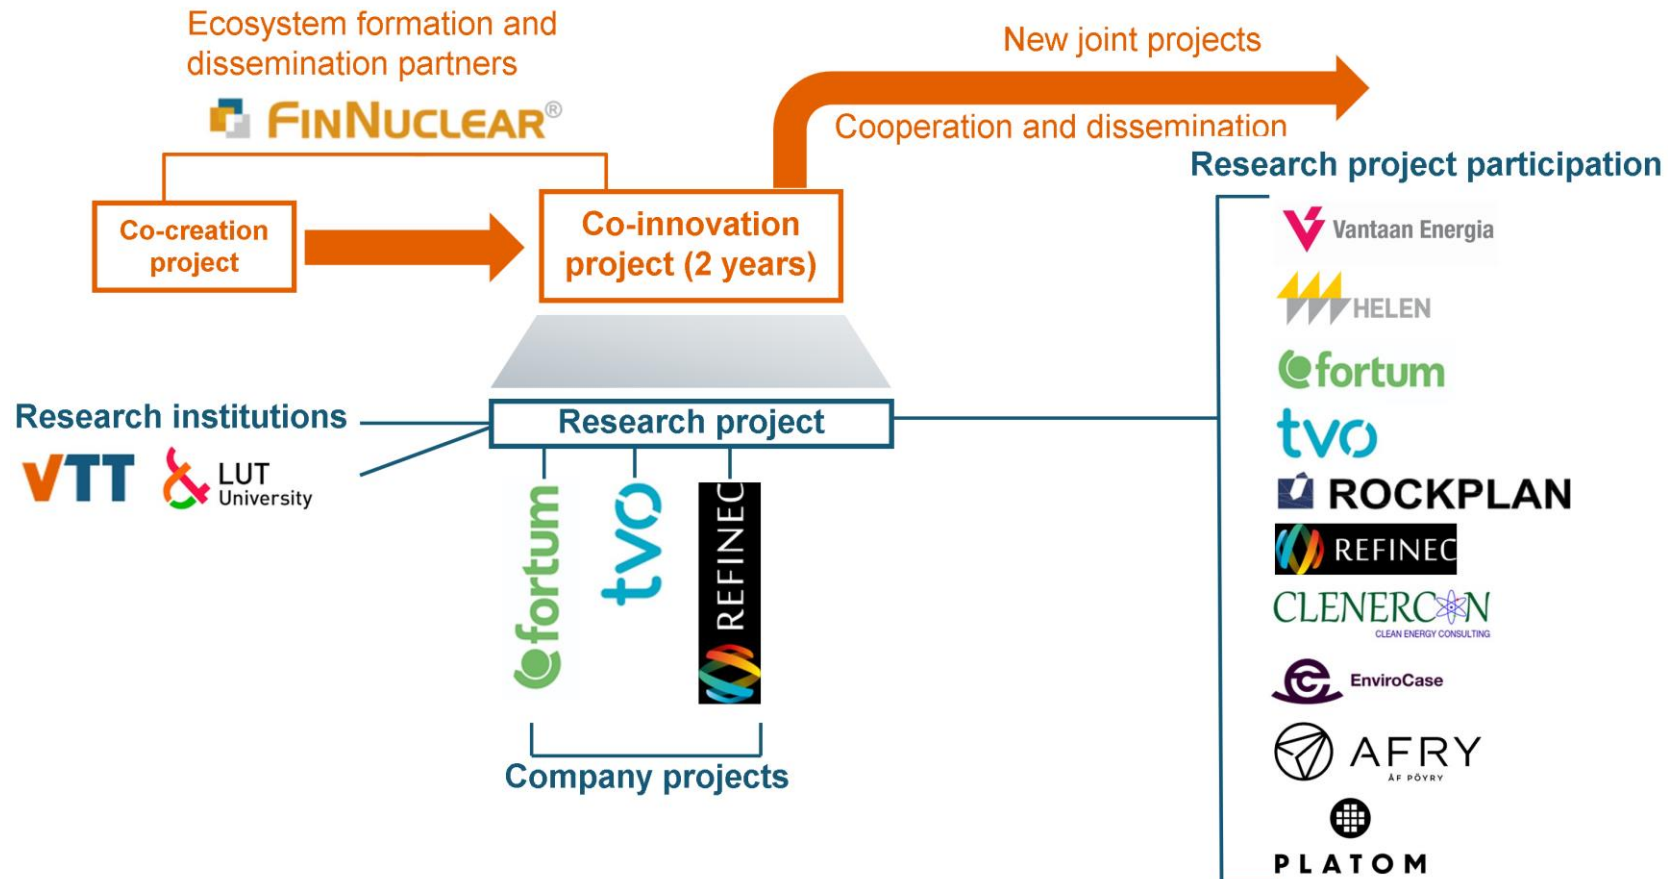 Ecosystem formation and
dissemination partners
FINNUCLEAR®
New joint projects
Cooperation and dissemination
Co-creation
project
Co-innovation
project (2 years)
Research project participation
Vantaan Energia
HELEN
fortum
tvo
ROCKPLAN
REFINEC
CLENERCON
CLEAN ENERGY CONSULTING
EnviroCase
AFRY
ÅF PÖYRY
PLATOM
Research institutions
VTT
LUT
University
Research project
fortum
tvo
REFINEC
Company projects